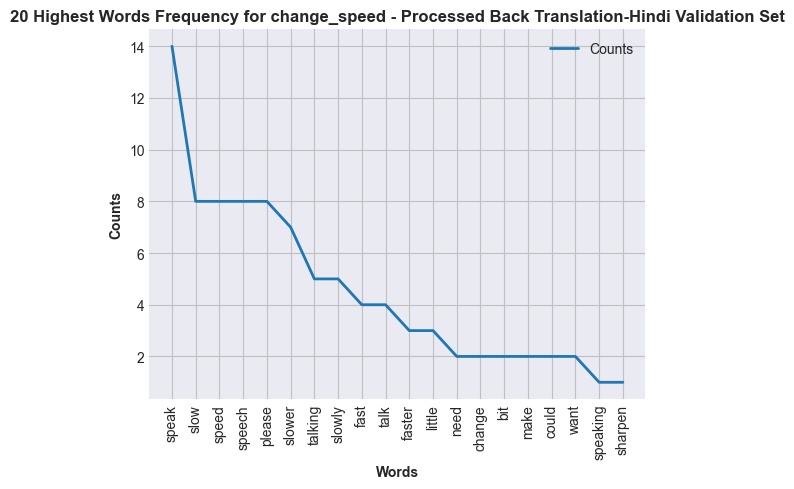 20 Highest Words Frequency for change_speed - Processed Back Translation-Hindi Validation Set
Counts
14
12
10
8
6
4
2
Counts
speak
slow
speed
speech
please
slower
talking
slowly
fast
talk
faster
little
need
change
bit
make
could
want
speaking
sharpen
Words